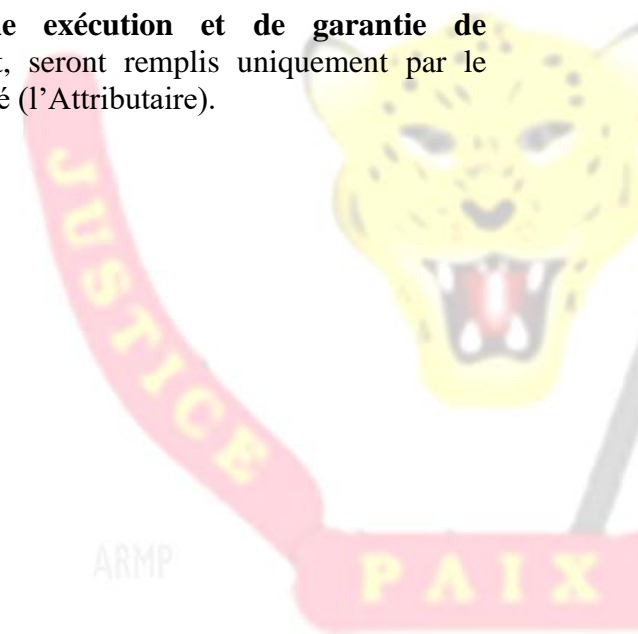 e exécution et de garantie de
, seront remplis uniquement par le
é (l’Attributaire).
JUSTICE
ARMP
PAIX